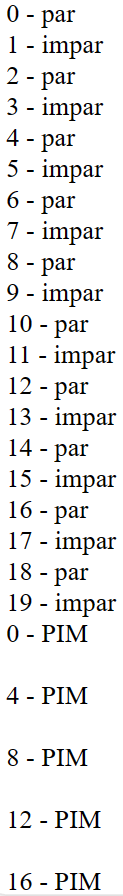 0 - par
1 - impar
2 - par
3 - impar
4 - par
5 - impar
6 - par
7 - impar
8 - par
9 - impar
10 - par
11 - impar
12 - par
13 - impar
14 - par
15 - impar
16 - par
17 - impar
18 - par
19 - impar
0 - PIM
4 - PIM
8 - PIM
12 - PIM
16 - PIM